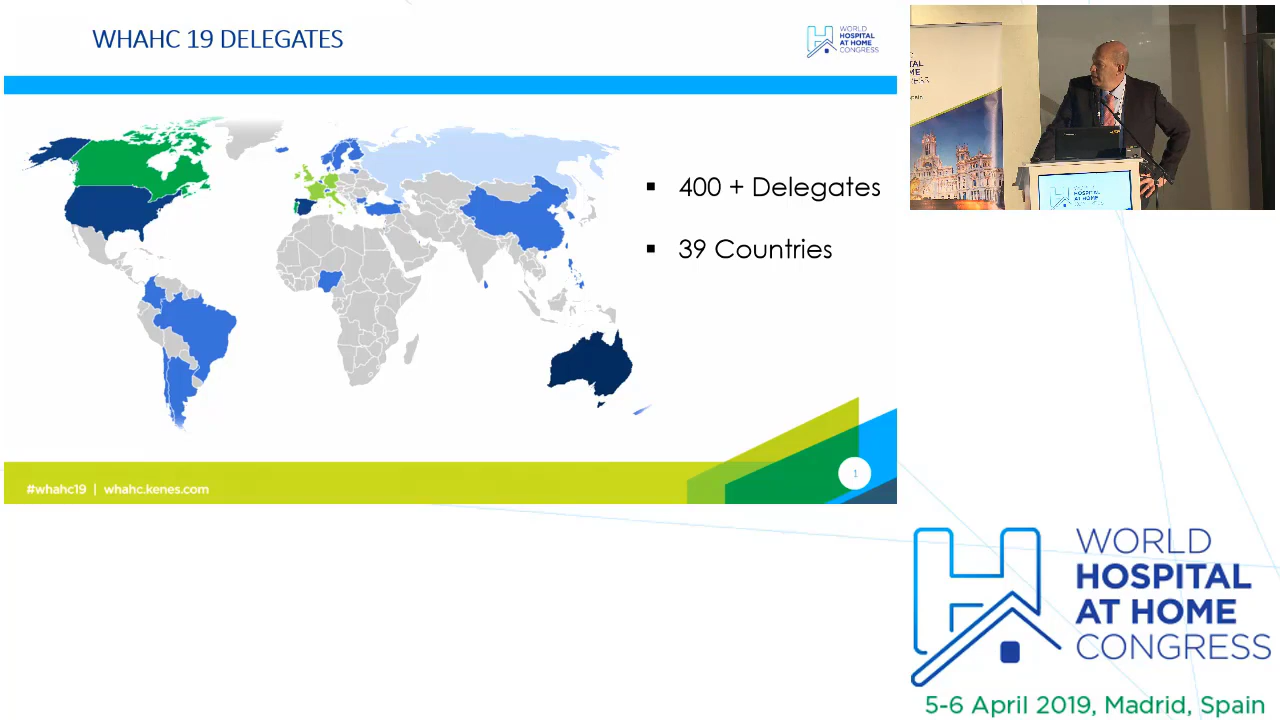 WHAHC 19 DELEGATES
WORLD
HOSPITAL
AT HOME
CONGRESS
▪ 400 + Delegates
▪ 39 Countries
#whahc19 | whahc.kenes.com
1
WORLD
HOSPITAL
AT HOME
CONGRESS
5-6 April 2019, Madrid, Spain